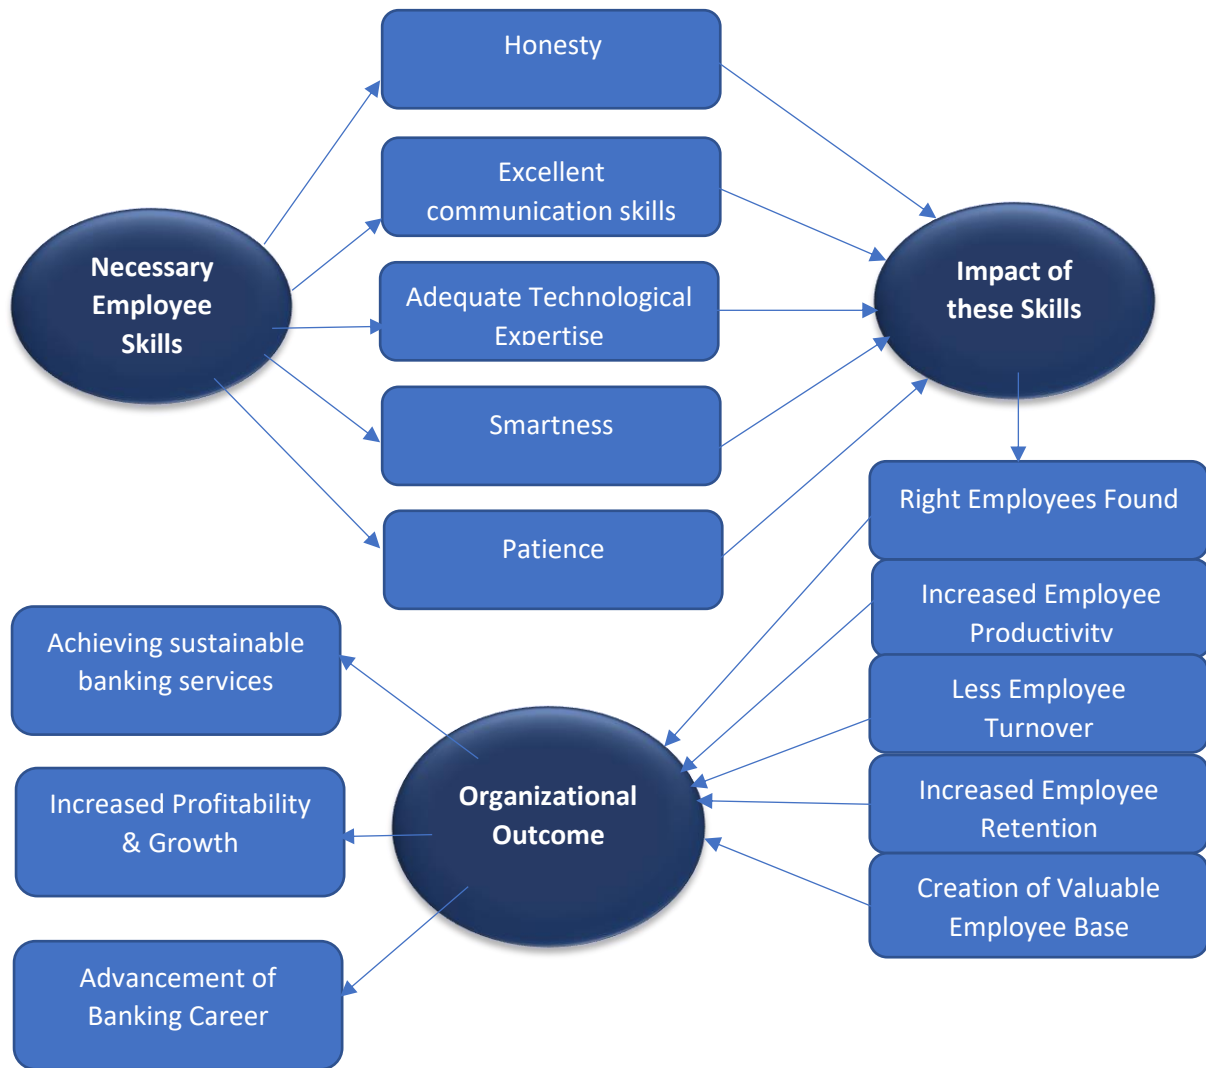 Honesty
Excellent
communication skills
Necessary
Employee
Skills
Adequate Technological
Expertise
Impact of
these Skills
Smartness
Patience
Right Employees Found
Increased Employee
Productivity
Less Employee
Turnover
Increased Employee
Retention
Creation of Valuable
Employee Base
Organizational
Outcome
Achieving sustainable
banking services
Increased Profitability
& Growth
Advancement of
Banking Career